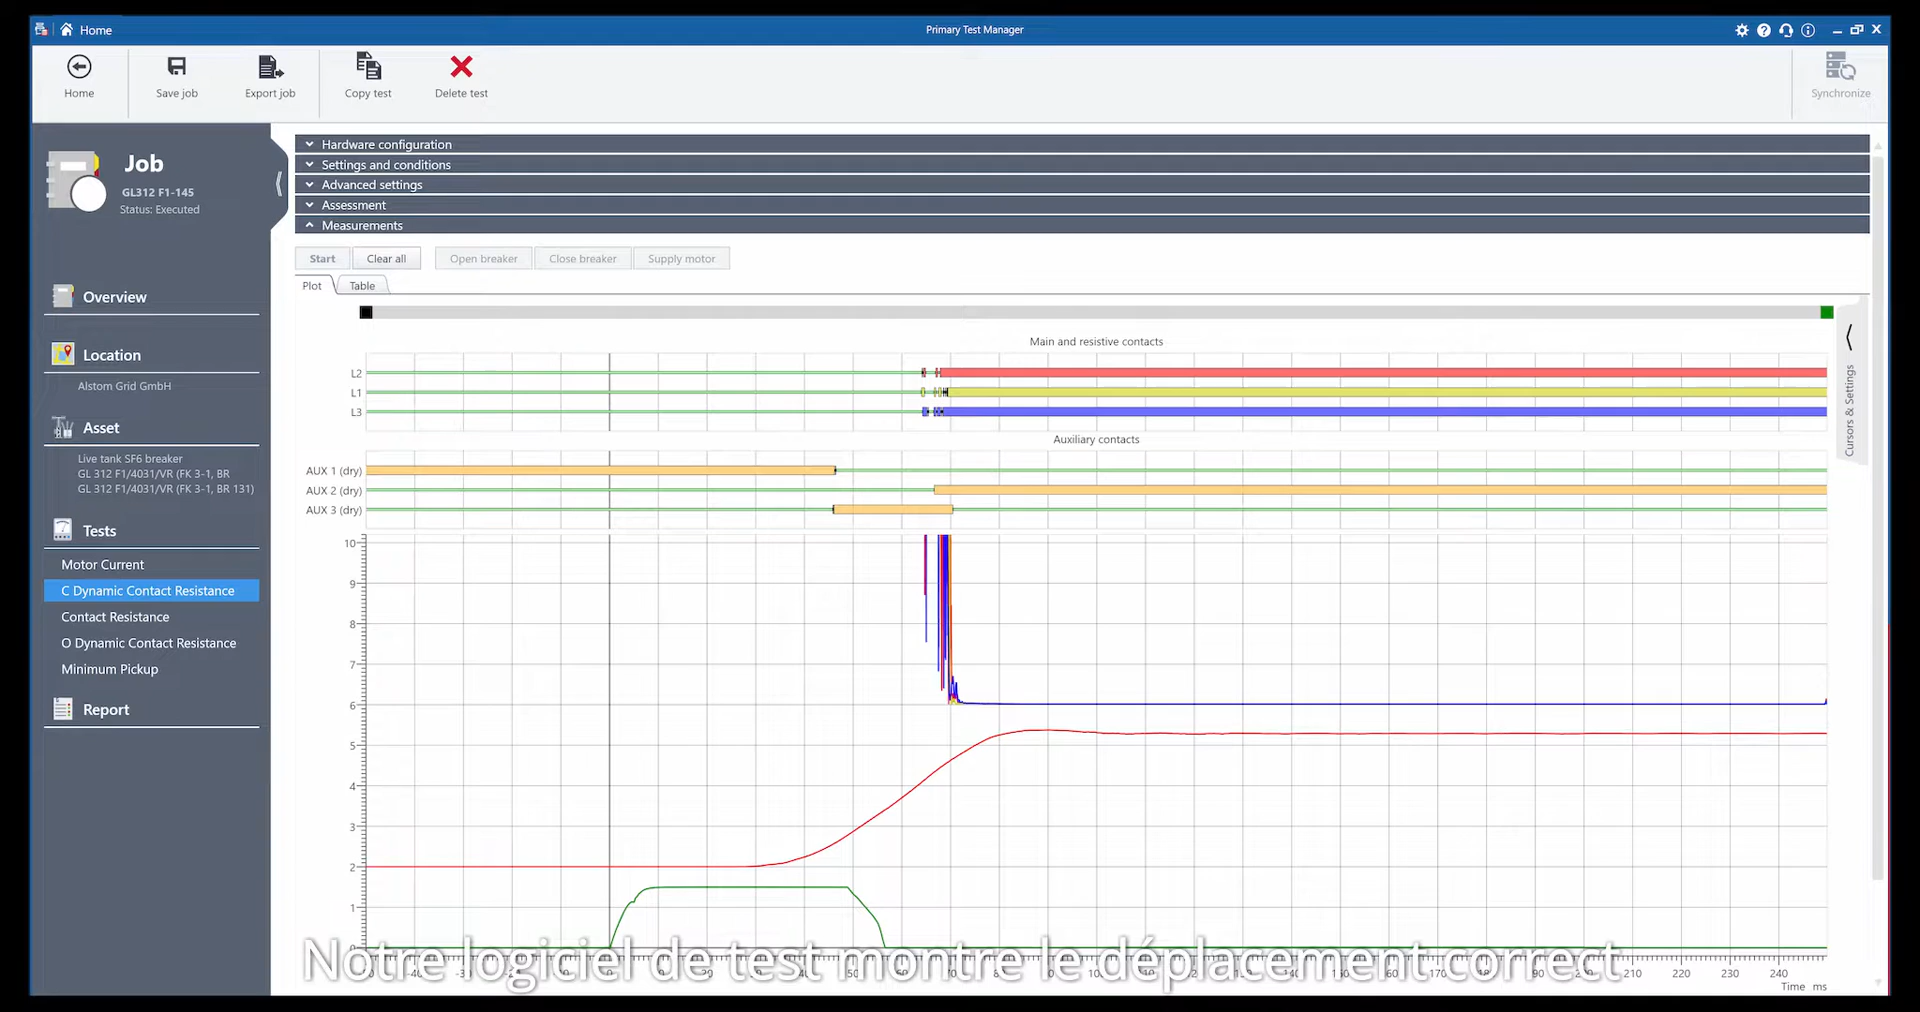 Home
Primary Test Manager
Home
Save job
Export job
Copy test
Delete test
Synchronize
Job
GL312 F1-145
Status: Executed
Overview
Location
Alstom Grid GmbH
Asset
Live tank SF6 breaker
GL 312 F1/4031/VR (FK 3-1, BR
GL 312 F1/4031/VR (FK 3-1, BR 131)
Tests
Motor Current
C Dynamic Contact Resistance
Contact Resistance
O Dynamic Contact Resistance
Minimum Pickup
Report
Hardware configuration
Settings and conditions
Advanced settings
Assessment
Measurements
Start
Clear all
Open breaker
Close breaker
Supply motor
Plot
Table
Cursors & Settings
Main and resistive contacts
L2
L1
L3
Auxiliary contacts
AUX 1 (dry)
AUX 2 (dry)
AUX 3 (dry)
10
9
8
7
6
5
4
3
2
1
210 220 230 240
Time ms
Notre logiciel de test montre le déplacement correct